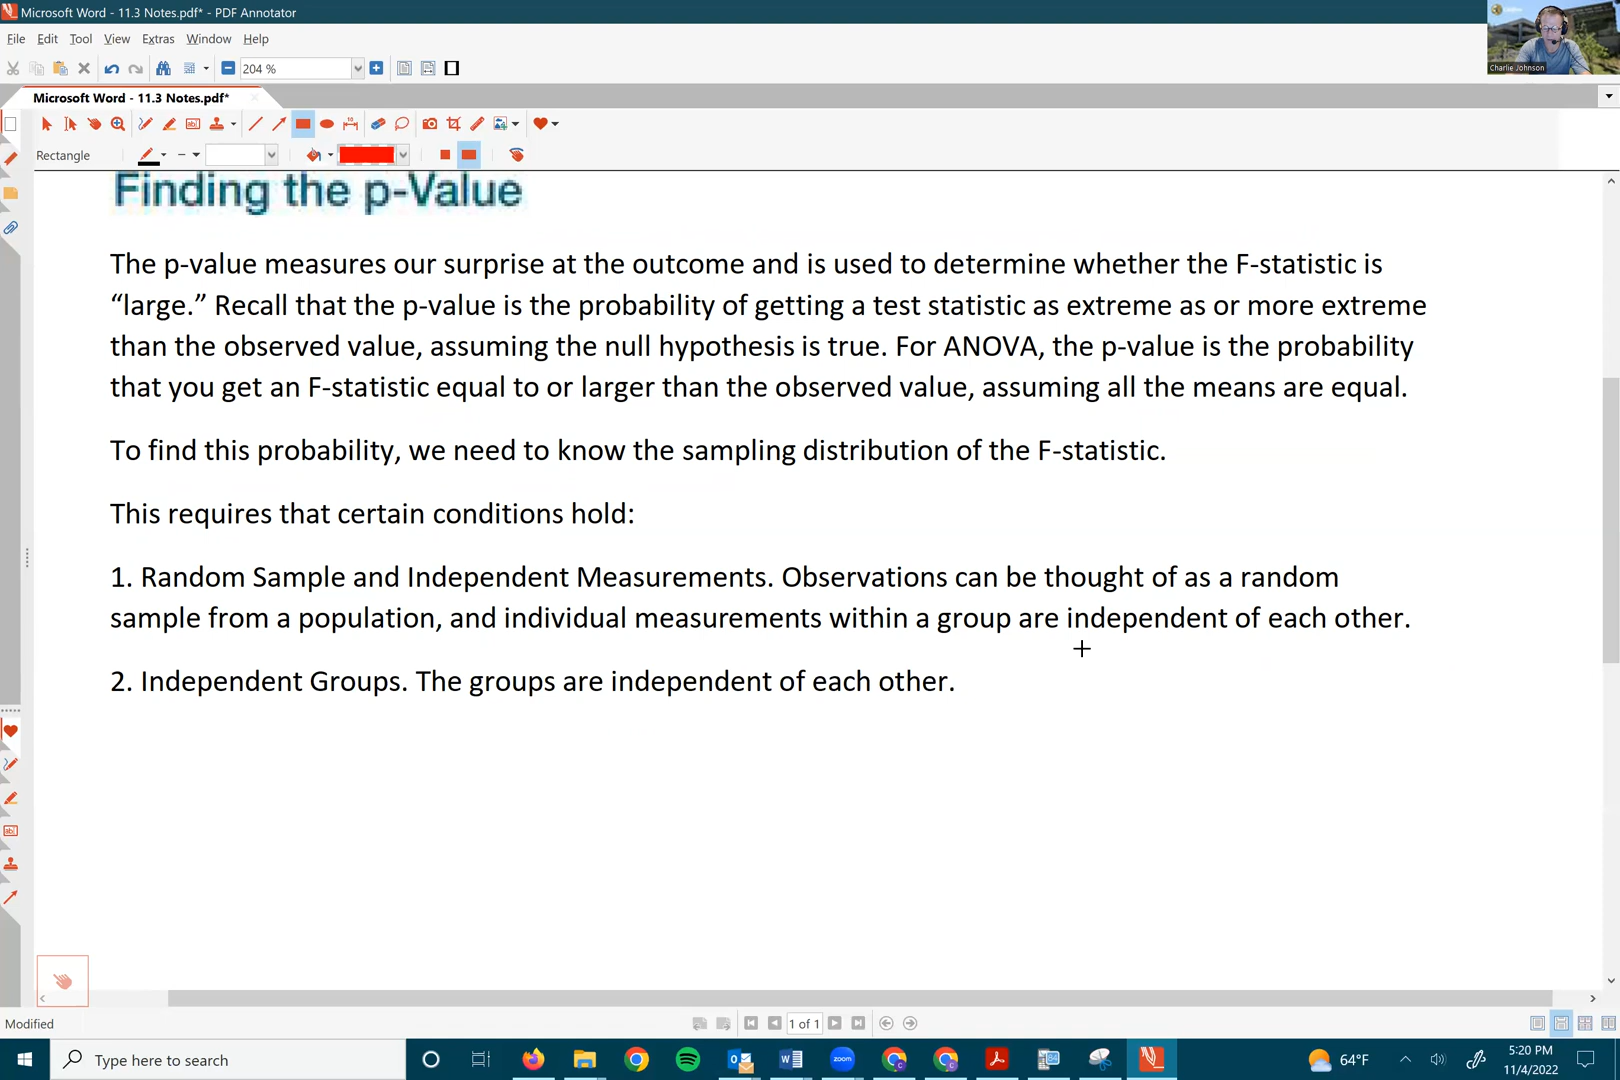 Microsoft Word - 11.3 Notes.pdf* - PDF Annotator
File Edit Tool View Extras Window Help
204 %
Charlie Johnson
Microsoft Word - 11.3 Notes.pdf*
Rectangle
Finding the p-Value
The p-value measures our surprise at the outcome and is used to determine whether the F-statistic is
“large.” Recall that the p-value is the probability of getting a test statistic as extreme as or more extreme
than the observed value, assuming the null hypothesis is true. For ANOVA, the p-value is the probability
that you get an F-statistic equal to or larger than the observed value, assuming all the means are equal.
To find this probability, we need to know the sampling distribution of the F-statistic.
This requires that certain conditions hold:
1. Random Sample and Independent Measurements. Observations can be thought of as a random
sample from a population, and individual measurements within a group are independent of each other.
2. Independent Groups. The groups are independent of each other.
Modified
1 of 1
Type here to search
zoom
64°F
5:20 PM
11/4/2022